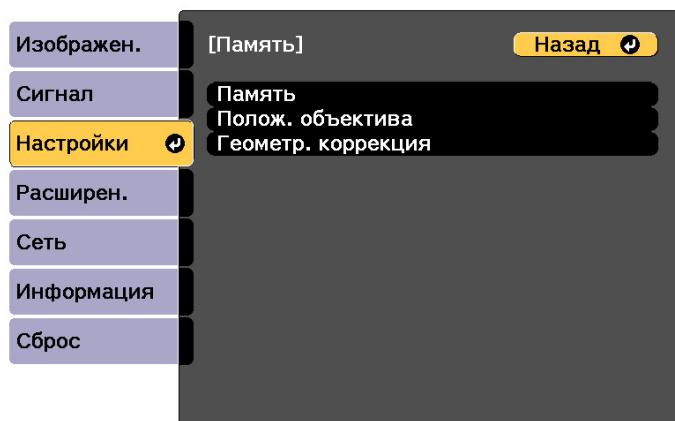 Изображен.
Сигнал
Настройки
Расширен.
Сеть
Информация
Сброс
[Память]
Назад
Память
Полож. объектива
Геометр. коррекция